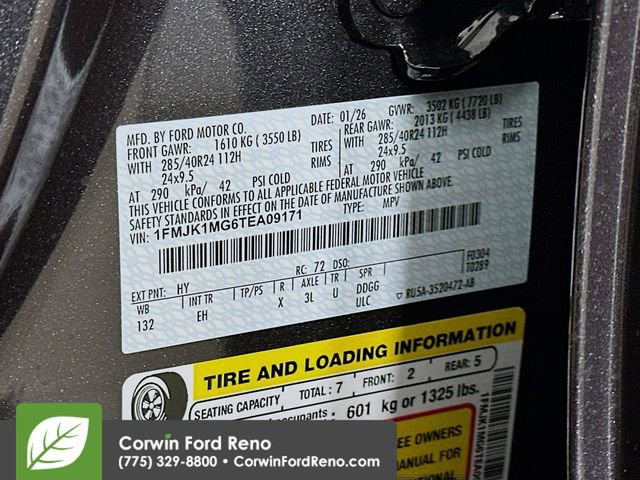 MFD. BY FORD MOTOR CO.
DATE: 01/26 GVWR: 3502 KG ( 7720 LB)
FRONT GAWR: 1610 KG ( 3550 LB)
REAR GAWR: 2013 KG ( 4438 LB)
WITH 285/40R24 112H TIRES
WITH 285/40R24 112H TIRES
24x9.5 RIMS
24x9.5 RIMS
AT 290 kPa/ 42 PSI COLD
AT 290 kPa/ 42 PSI COLD
THIS VEHICLE CONFORMS TO ALL APPLICABLE FEDERAL MOTOR VEHICLE
SAFETY STANDARDS IN EFFECT ON THE DATE OF MANUFACTURE SHOWN ABOVE.
VIN: 1FMJK1MG6TEA09171 TYPE: MPV
EXT PNT: HY RC: 72 DSO: F0304
WB INT TR TP/PS R AXLE TR SPR T0289
132 EH X 3L U DDGG
ULC ▽ RU5A-3520472-AB
TIRE AND LOADING INFORMATION
SEATING CAPACITY TOTAL: 7 FRONT: 2 REAR: 5
occupants 601 kg or 1325 lbs.
SEE OWNERS
MANUAL FOR
Corwin Ford Reno
(775) 329-8800 • CorwinFordReno.com